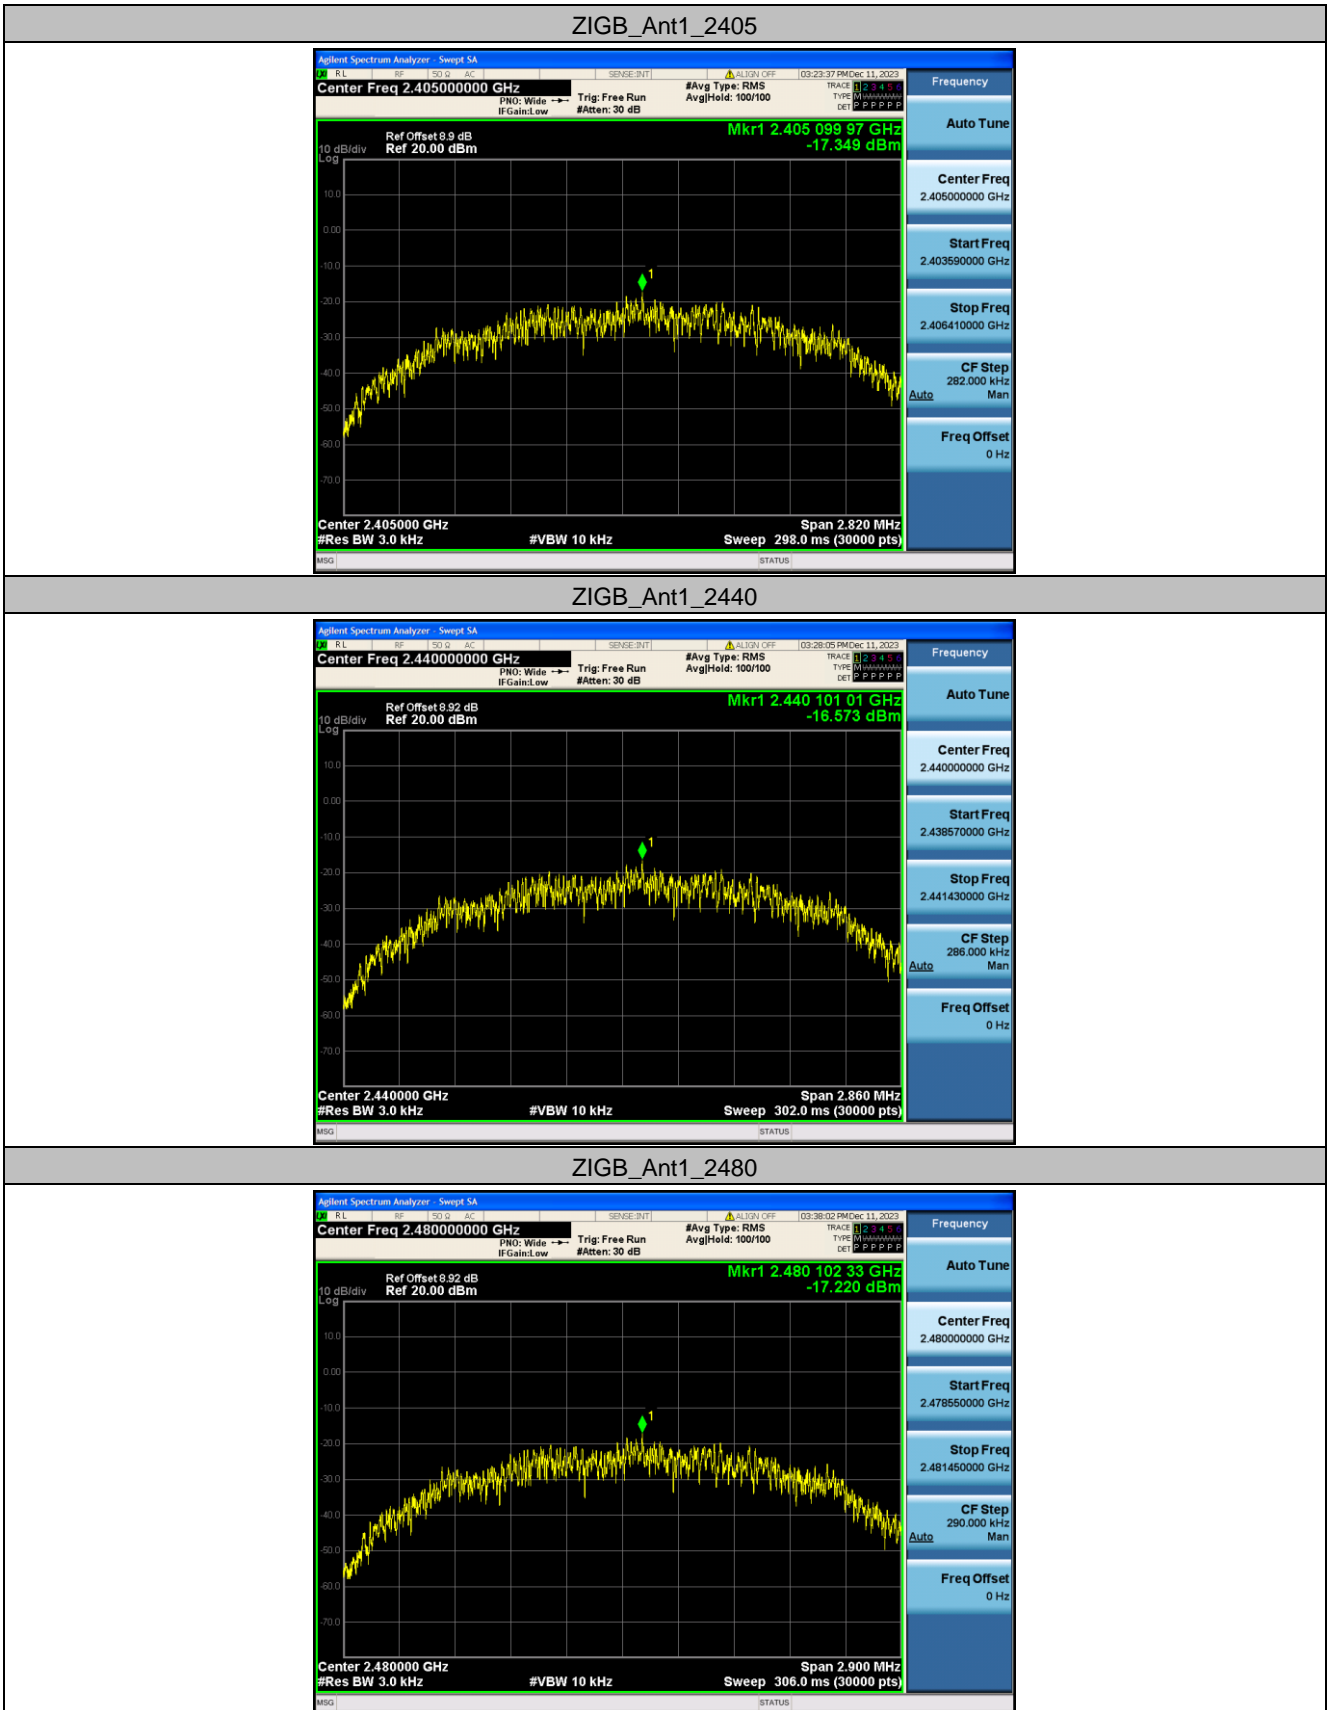 ZIGB_Ant1_2405
Agilent Spectrum Analyzer - Swept SA
RL RF 50 Ω AC SENSE:INT ALIGN OFF 03:23:37 PM Dec 11, 2023
Center Freq 2.405000000 GHz
PNO: Wide
IFGain:Low
Trig: Free Run
#Atten: 30 dB
#Avg Type: RMS
Avg|Hold: 100/100
TRACE 1 2 3 4 5 6
TYPE M
DET P P P P P P
Ref Offset 8.9 dB
Ref 20.00 dBm
10 dB/div
Log
Mkr1 2.405 099 97 GHz
-17.349 dBm
10.0
0.00
-10.0
-20.0
-30.0
-40.0
-50.0
-60.0
-70.0
1
Center 2.405000 GHz
Span 2.820 MHz
#Res BW 3.0 kHz
#VBW 10 kHz
Sweep 298.0 ms (30000 pts)
MSG
STATUS
Frequency
Auto Tune
Center Freq
2.405000000 GHz
Start Freq
2.403590000 GHz
Stop Freq
2.406410000 GHz
CF Step
282.000 kHz
Auto Man
Freq Offset
0 Hz
ZIGB_Ant1_2440
Agilent Spectrum Analyzer - Swept SA
RL RF 50 Ω AC SENSE:INT ALIGN OFF 03:28:05 PM Dec 11, 2023
Center Freq 2.440000000 GHz
PNO: Wide
IFGain:Low
Trig: Free Run
#Atten: 30 dB
#Avg Type: RMS
Avg|Hold: 100/100
TRACE 1 2 3 4 5 6
TYPE M
DET P P P P P P
Ref Offset 8.92 dB
Ref 20.00 dBm
10 dB/div
Log
Mkr1 2.440 101 01 GHz
-16.573 dBm
10.0
0.00
-10.0
-20.0
-30.0
-40.0
-50.0
-60.0
-70.0
1
Center 2.440000 GHz
Span 2.860 MHz
#Res BW 3.0 kHz
#VBW 10 kHz
Sweep 302.0 ms (30000 pts)
MSG
STATUS
Frequency
Auto Tune
Center Freq
2.440000000 GHz
Start Freq
2.438570000 GHz
Stop Freq
2.441430000 GHz
CF Step
286.000 kHz
Auto Man
Freq Offset
0 Hz
ZIGB_Ant1_2480
Agilent Spectrum Analyzer - Swept SA
RL RF 50 Ω AC SENSE:INT ALIGN OFF 03:38:02 PM Dec 11, 2023
Center Freq 2.480000000 GHz
PNO: Wide
IFGain:Low
Trig: Free Run
#Atten: 30 dB
#Avg Type: RMS
Avg|Hold: 100/100
TRACE 1 2 3 4 5 6
TYPE M
DET P P P P P P
Ref Offset 8.92 dB
Ref 20.00 dBm
10 dB/div
Log
Mkr1 2.480 102 33 GHz
-17.220 dBm
10.0
0.00
-10.0
-20.0
-30.0
-40.0
-50.0
-60.0
-70.0
1
Center 2.480000 GHz
Span 2.900 MHz
#Res BW 3.0 kHz
#VBW 10 kHz
Sweep 306.0 ms (30000 pts)
MSG
STATUS
Frequency
Auto Tune
Center Freq
2.480000000 GHz
Start Freq
2.478550000 GHz
Stop Freq
2.481450000 GHz
CF Step
290.000 kHz
Auto Man
Freq Offset
0 Hz